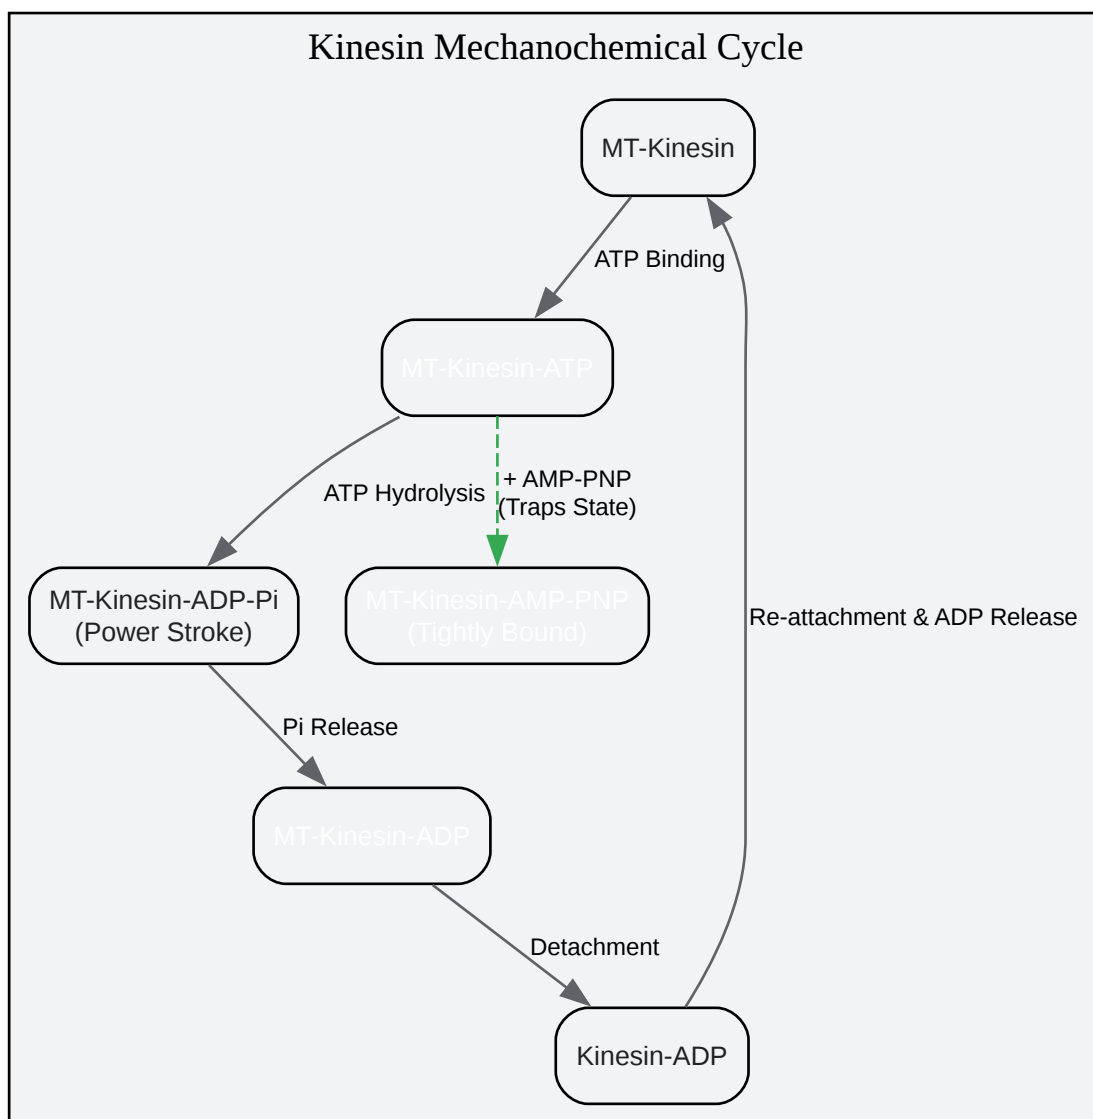 Kinesin Mechanochemical Cycle
MT-Kinesin
ATP Binding
MT-Kinesin-ATP
ATP Hydrolysis
+ AMP-PNP
(Traps State)
MT-Kinesin-ADP-Pi
(Power Stroke)
MT-Kinesin-AMP-PNP
(Tightly Bound)
Re-attachment & ADP Release
Pi Release
MT-Kinesin-ADP
Detachment
Kinesin-ADP